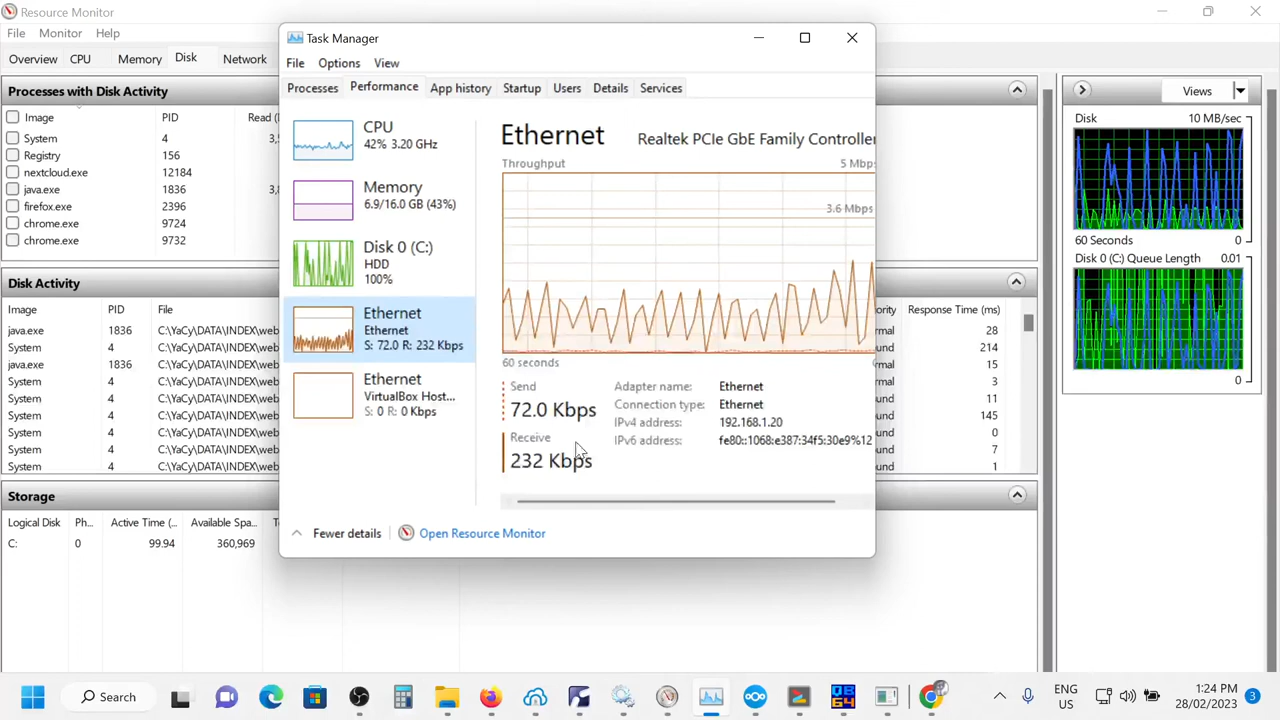 Resource Monitor
File Monitor Help
Overview CPU Memory Disk Network
Processes with Disk Activity
Image PID Read (
System 4 3,
Registry 156
nextcloud.exe 12184
java.exe 1836 3,
firefox.exe 2396
chrome.exe 9724
chrome.exe 9732
Disk Activity
Image PID File Response Time (ms)
java.exe 1836 C:\YaCy\DATA\INDEX\web 28
System 4 C:\YaCy\DATA\INDEX\web 214
java.exe 1836 C:\YaCy\DATA\INDEX\web 15
System 4 C:\YaCy\DATA\INDEX\web 3
System 4 C:\YaCy\DATA\INDEX\web 11
System 4 C:\YaCy\DATA\INDEX\web 145
System 4 C:\YaCy\DATA\INDEX\web 0
System 4 C:\YaCy\DATA\INDEX\web 7
System 4 C:\YaCy\DATA\INDEX\web 1
Storage
Logical Disk Ph... Active Time (... Available Spa...
C: 0 99.94 360,969
Task Manager
File Options View
Processes Performance App history Startup Users Details Services
CPU
42% 3.20 GHz
Memory
6.9/16.0 GB (43%)
Disk 0 (C:)
HDD
100%
Ethernet
Ethernet
S: 72.0 R: 232 Kbps
Ethernet
VirtualBox Host...
S: 0 R: 0 Kbps
Ethernet Realtek PCIe GbE Family Controller
Throughput 5 Mbps
3.6 Mbps
60 seconds
Send
72.0 Kbps
Receive
232 Kbps
Adapter name: Ethernet
Connection type: Ethernet
IPv4 address: 192.168.1.20
IPv6 address: fe80::1068:e387:34f5:30e9%12
Fewer details Open Resource Monitor
Views
Disk 10 MB/sec
60 Seconds 0
Disk 0 (C:) Queue Length 0.01
0
Search
QB
64
ENG
US
1:24 PM
28/02/2023
3